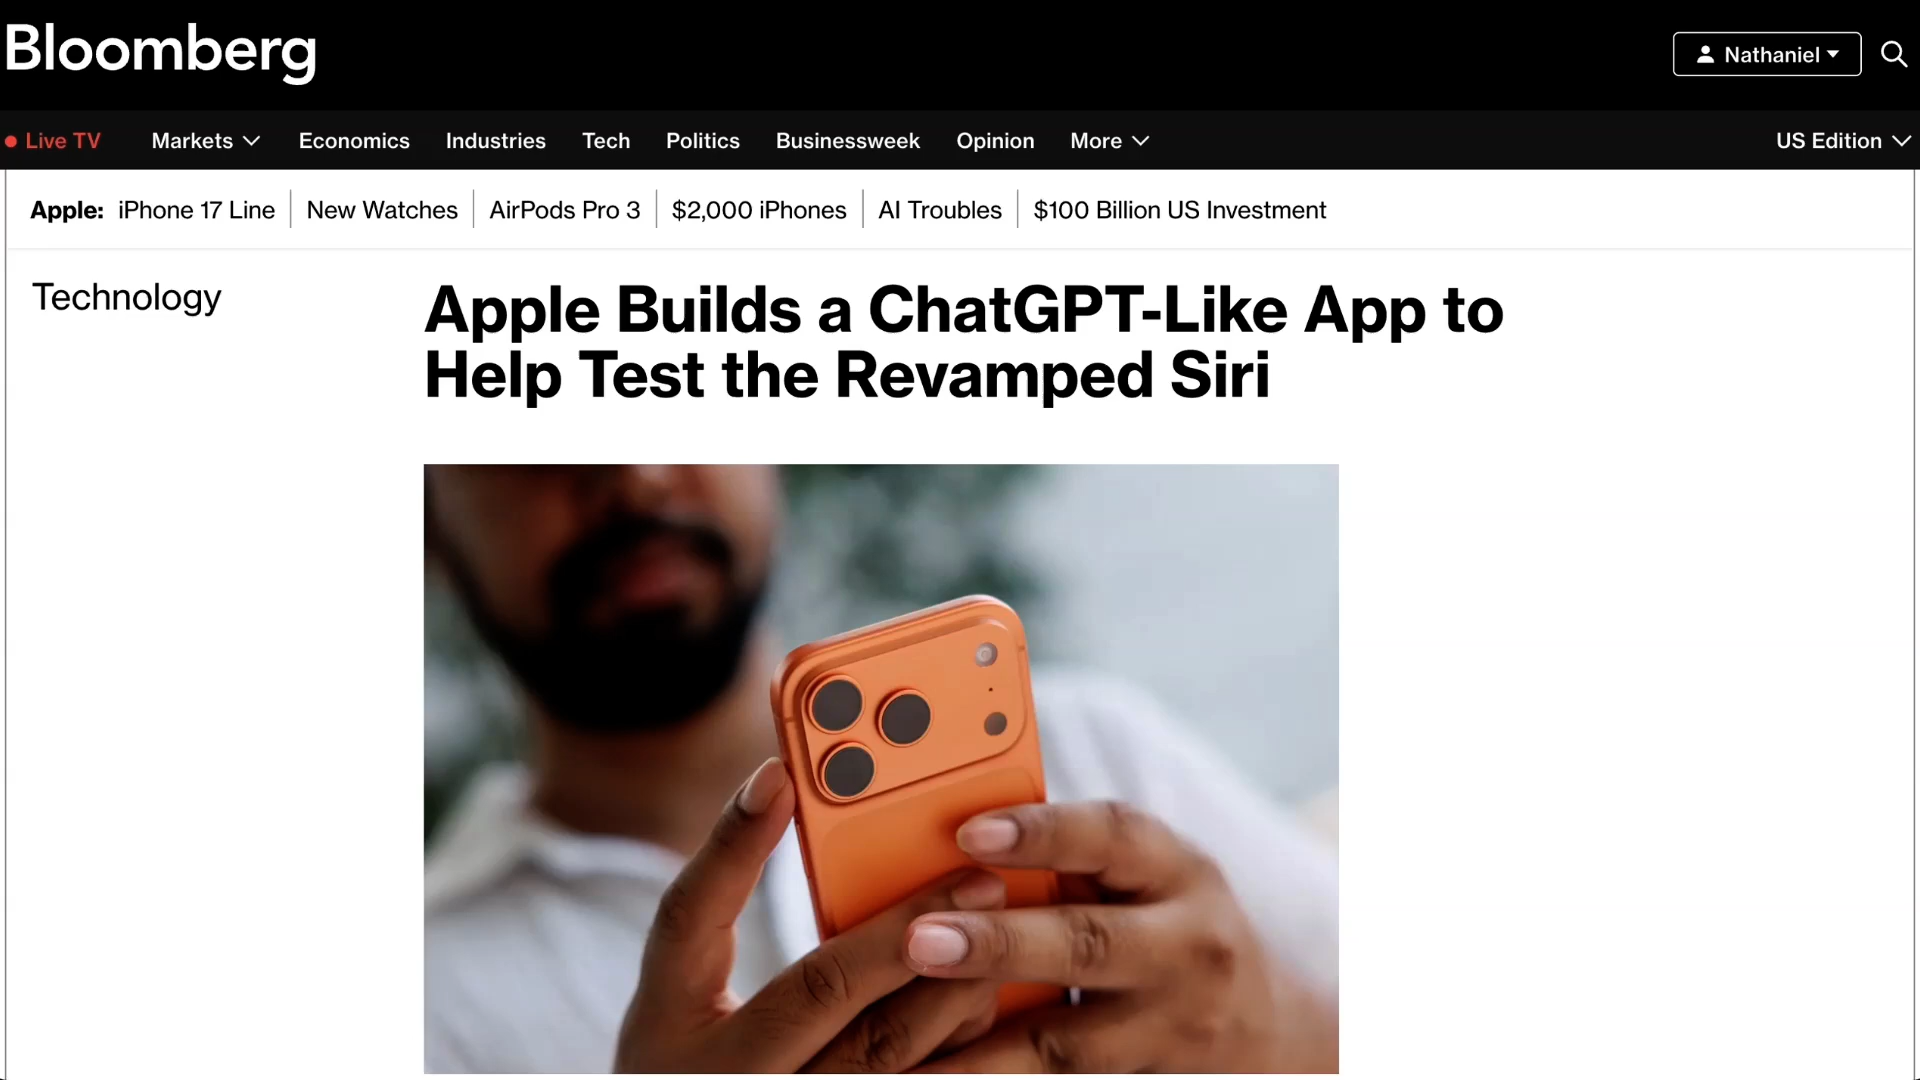 Bloomberg
Nathaniel
Live TV Markets Economics Industries Tech Politics Businessweek Opinion More US Edition
Apple: iPhone 17 Line New Watches AirPods Pro 3 $2,000 iPhones AI Troubles $100 Billion US Investment
Technology
Apple Builds a ChatGPT-Like App to
Help Test the Revamped Siri